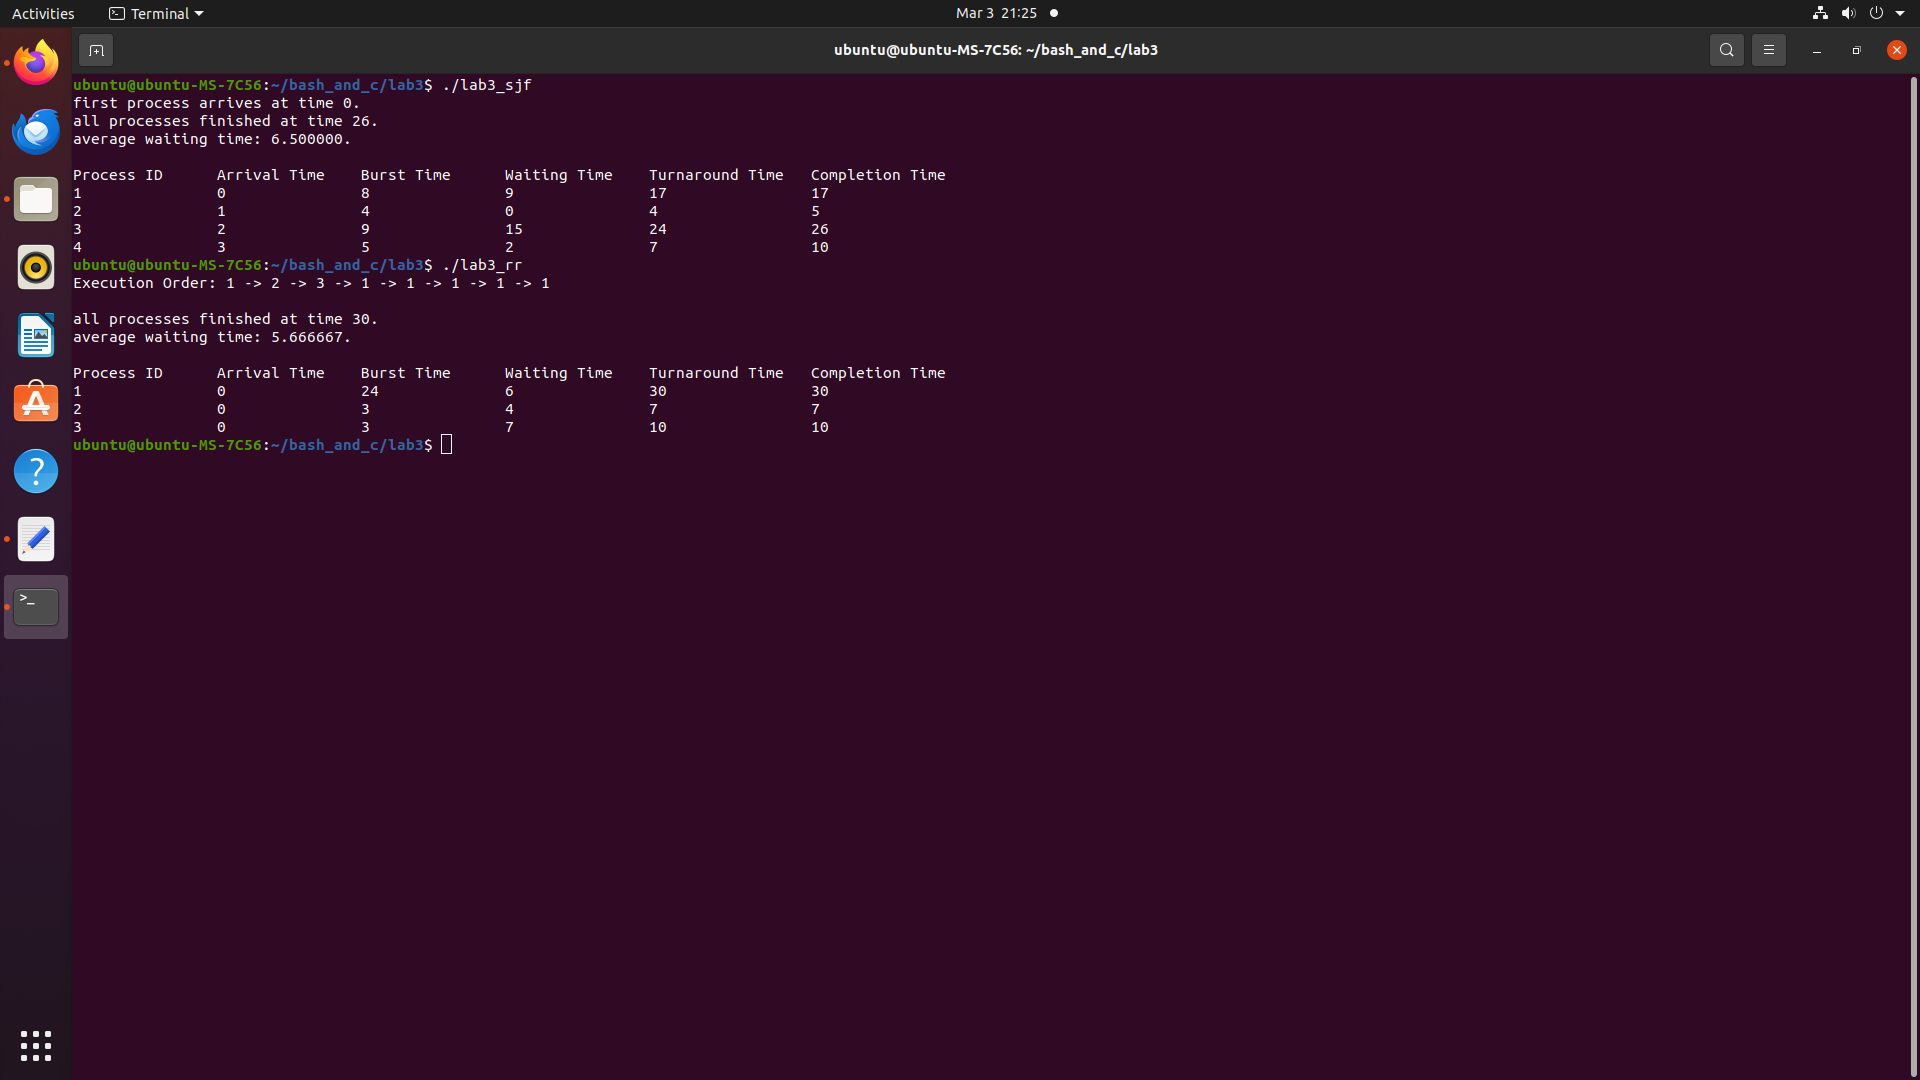 Activities Terminal Mar 3 21:25
ubuntu@ubuntu-MS-7C56: ~/bash_and_c/lab3
ubuntu@ubuntu-MS-7C56:~/bash_and_c/lab3$ ./lab3_sjf
first process arrives at time 0.
all processes finished at time 26.
average waiting time: 6.500000.
Process ID Arrival Time Burst Time Waiting Time Turnaround Time Completion Time
1 0 8 9 17 17
2 1 4 0 4 5
3 2 9 15 24 26
4 3 5 2 7 10
ubuntu@ubuntu-MS-7C56:~/bash_and_c/lab3$ ./lab3_rr
Execution Order: 1 -> 2 -> 3 -> 1 -> 1 -> 1 -> 1 -> 1
all processes finished at time 30.
average waiting time: 5.666667.
Process ID Arrival Time Burst Time Waiting Time Turnaround Time Completion Time
1 0 24 6 30 30
2 0 3 4 7 7
3 0 3 7 10 10
ubuntu@ubuntu-MS-7C56:~/bash_and_c/lab3$